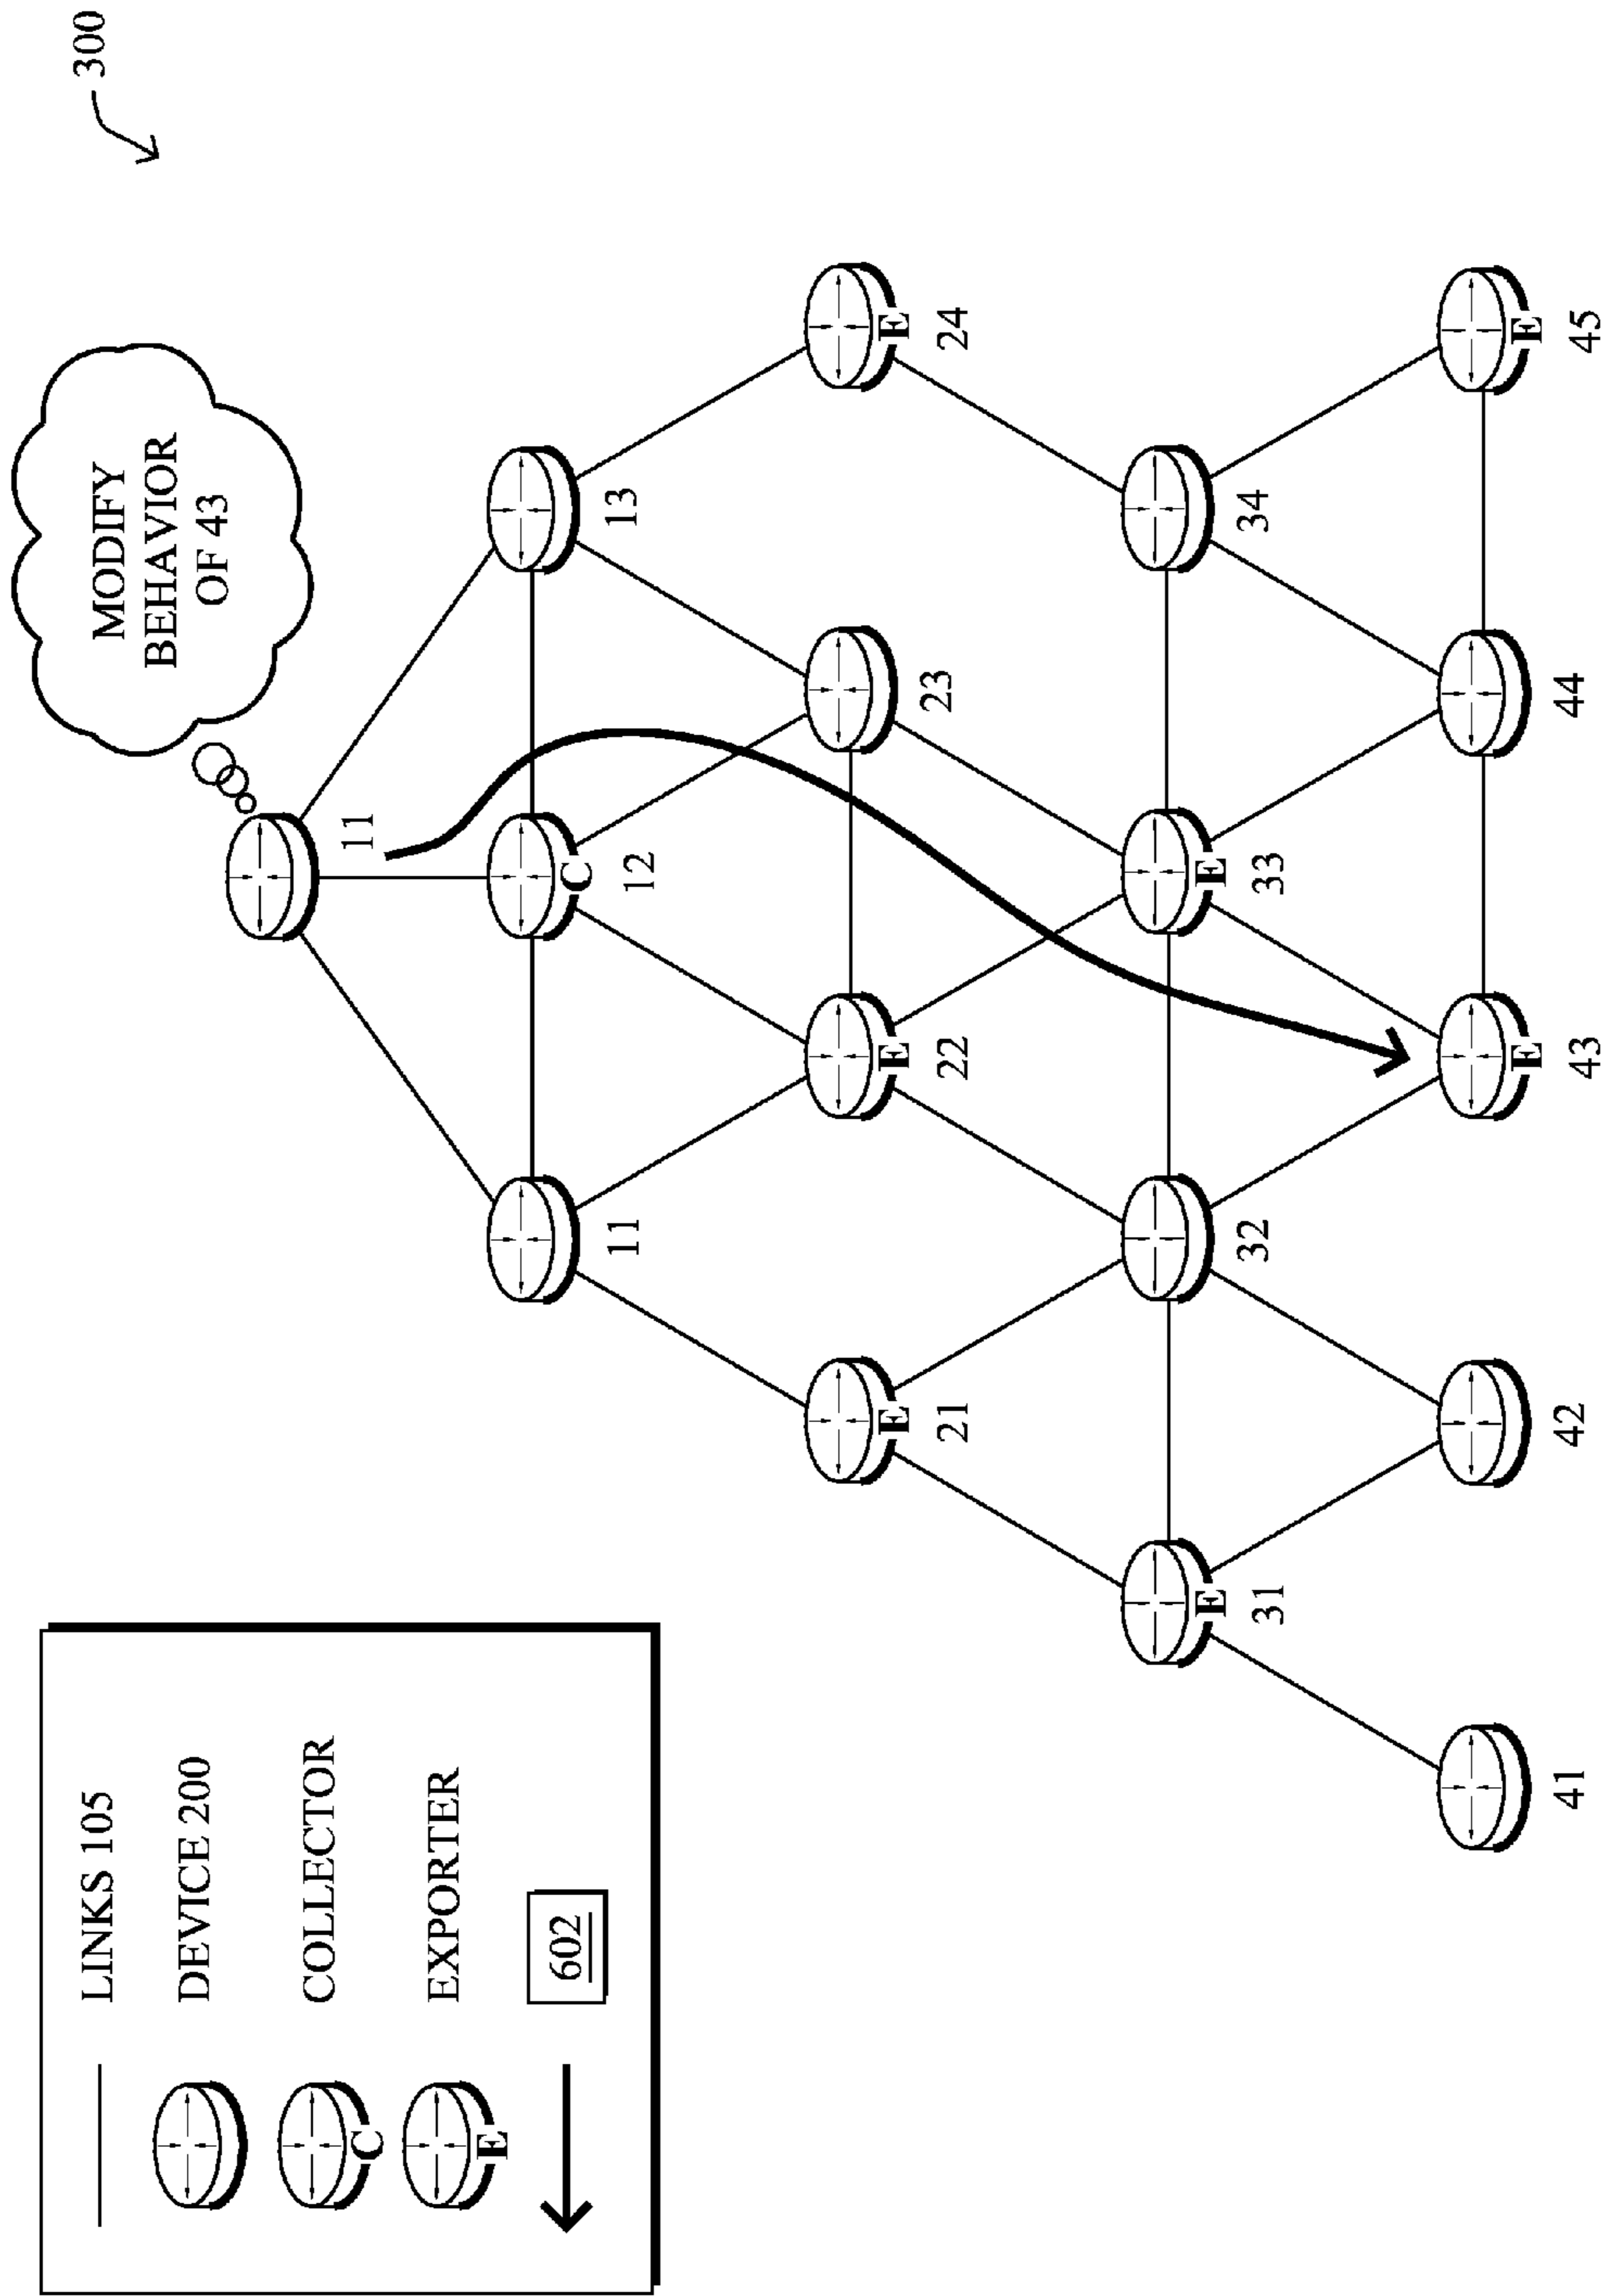 300
MODIFY
BEHAVIOR
OF 43
LINKS 105
DEVICE 200
C
COLLECTOR
E
EXPORTER
602
11
11
C
12
13
E
21
E
22
23
E
24
E
31
32
E
33
34
41
42
E
43
44
E
45